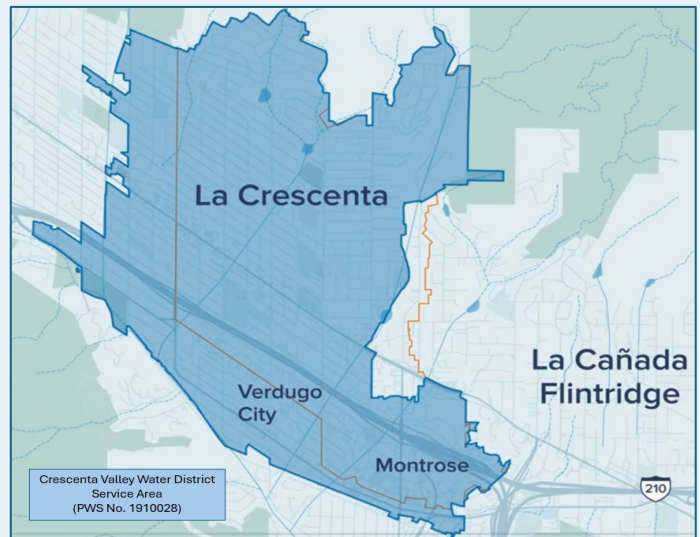 La Crescenta
La Cañada
Flintridge
Verdugo
City
Montrose
Crescenta Valley Water District
Service Area
(PWS No. 1910028)
210